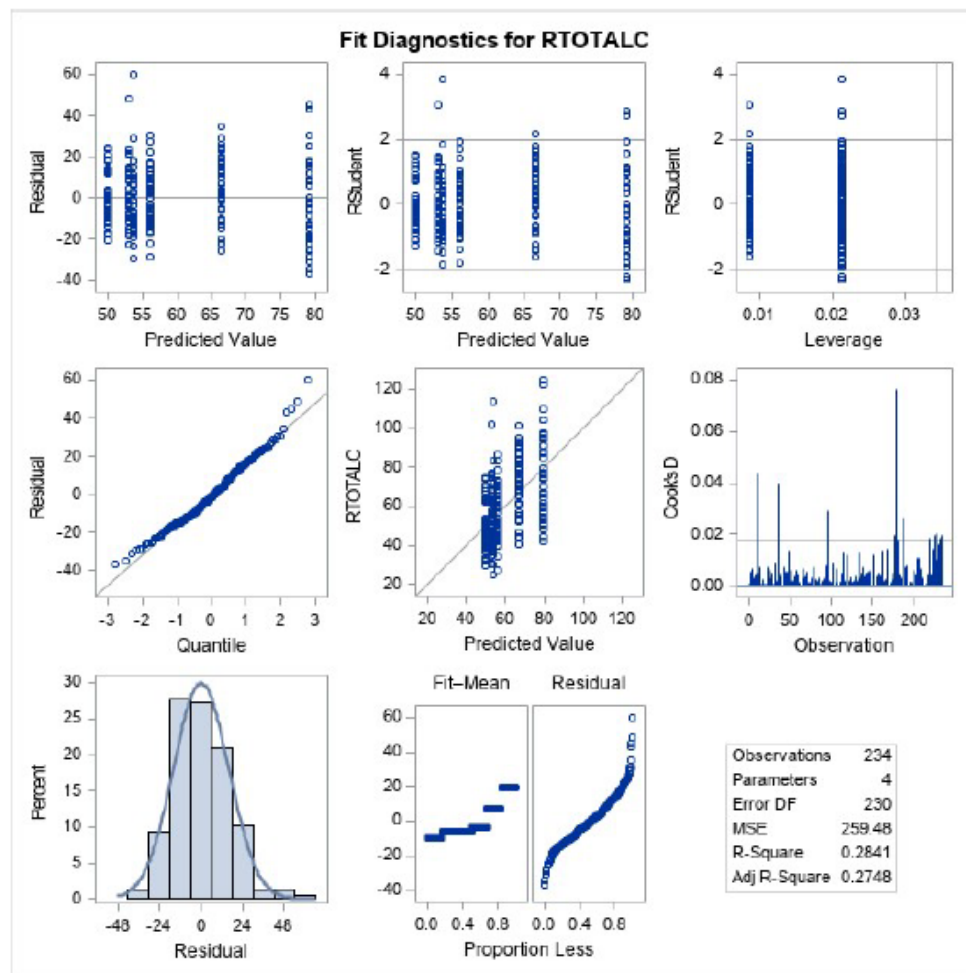 Fit Diagnostics for RTOTALC
60
40
20
0
-20
-40
Residual
50 55 60 65 70 75 80
Predicted Value
4
2
0
-2
RStudent
50 55 60 65 70 75 80
Predicted Value
4
2
0
-2
RStudent
0.01 0.02 0.03
Leverage
60
40
20
0
-20
-40
Residual
-3 -2 -1 0 1 2 3
Quantile
120
100
80
60
40
20
RTOTALC
20 40 60 80 100 120
Predicted Value
0.08
0.06
0.04
0.02
0.00
Cook's D
0 50 100 150 200
Observation
30
25
20
15
10
5
0
Percent
-48 -24 0 24 48
Residual
Fit–Mean Residual
60
40
20
0
-20
-40
0.0 0.4 0.8 0.0 0.4 0.8
Proportion Less
Observations 234
Parameters 4
Error DF 230
MSE 259.48
R-Square 0.2841
Adj R-Square 0.2748